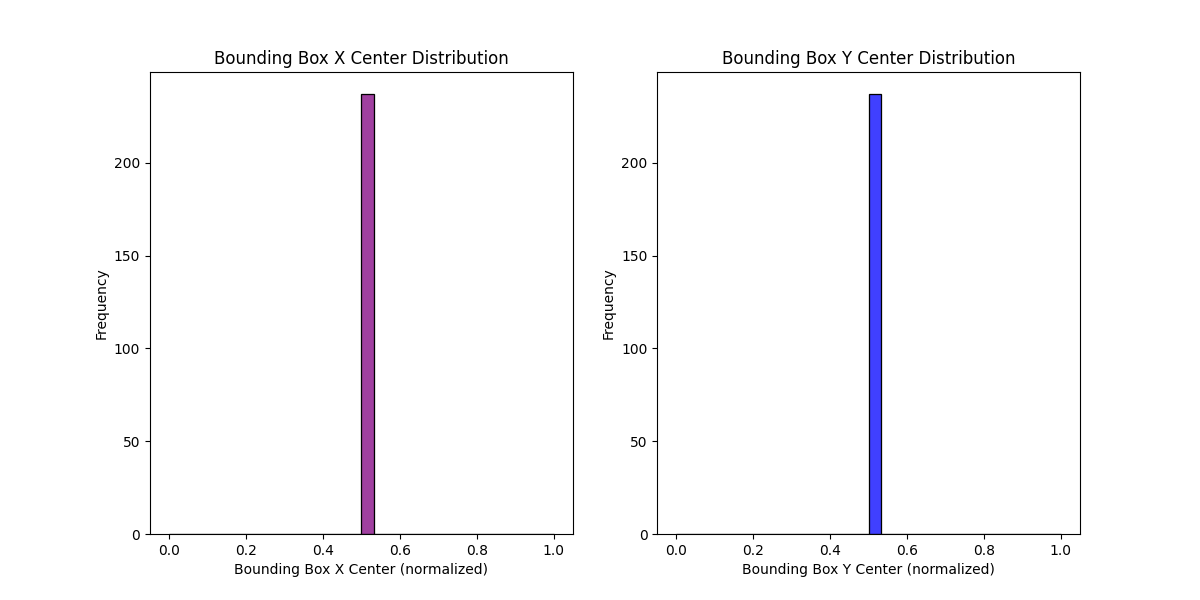 Bounding Box X Center Distribution
Frequency
200
150
100
50
0
0.0 0.2 0.4 0.6 0.8 1.0
Bounding Box X Center (normalized)
Bounding Box Y Center Distribution
Frequency
200
150
100
50
0
0.0 0.2 0.4 0.6 0.8 1.0
Bounding Box Y Center (normalized)